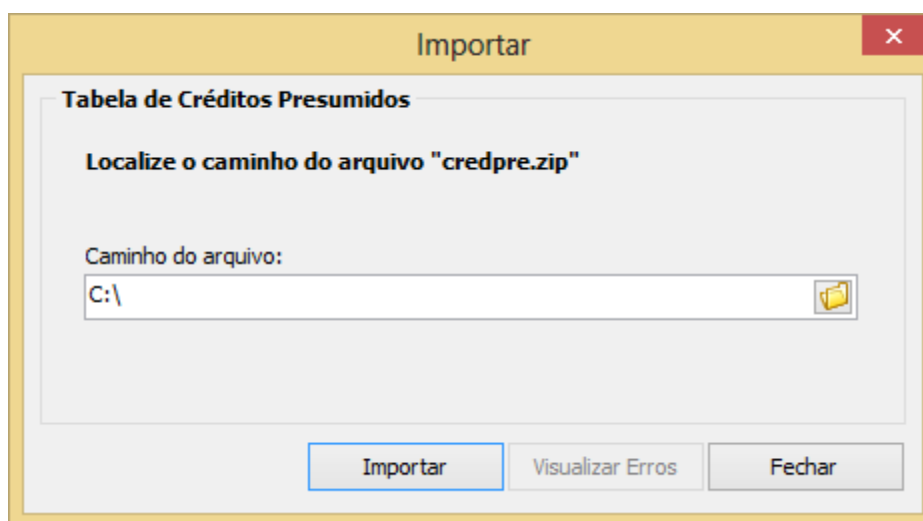 Importar
Tabela de Créditos Presumidos
Localize o caminho do arquivo "credpre.zip"
Caminho do arquivo:
C:\
Importar
Visualizar Erros
Fechar